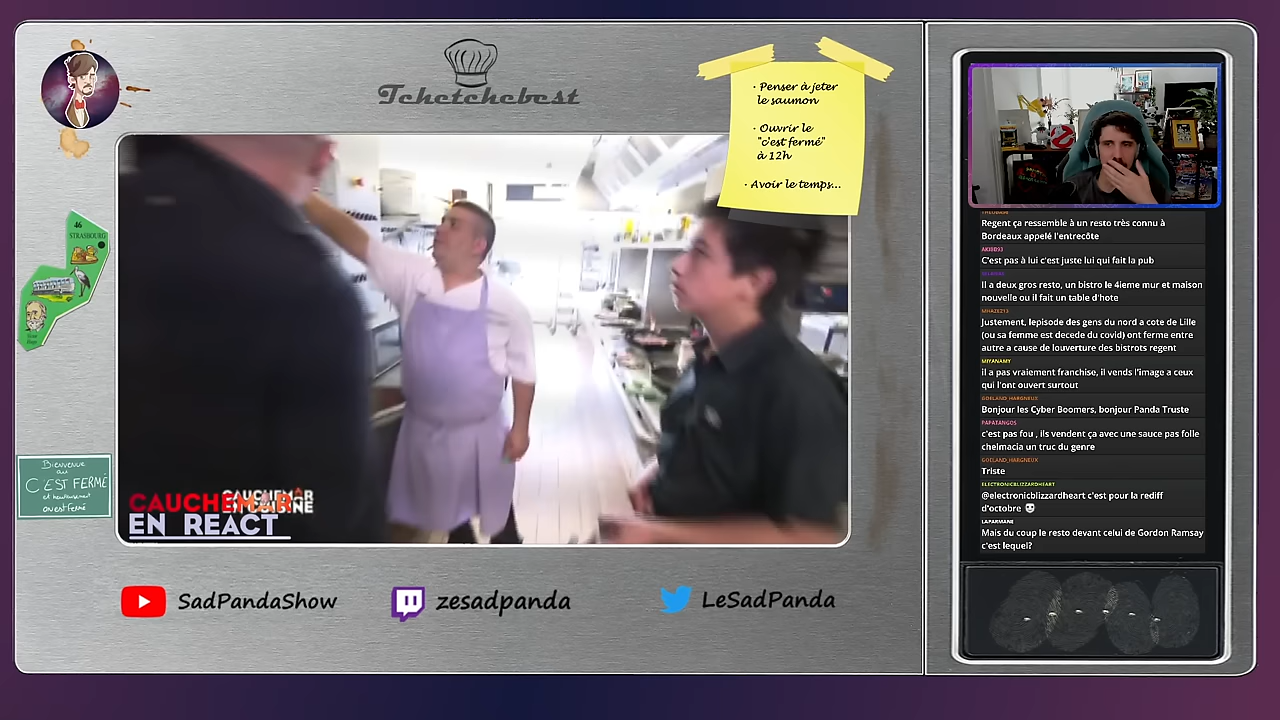 Tchetchebest
· Penser à jeter
le saumon
· Ouvrir le
"c'est fermé"
à 12h
· Avoir le temps...
46
STRASBOURG
Bienvenue
au
C'EST FERMÉ
et heureusement
on est fermé
CAUCHEMAR
EN REACT
CAUCHEMAR
SadPandaShow
zesadpanda
LeSadPanda
Regent ça ressemble à un resto très connu à
Bordeaux appelé l'entrecôte
AKIRB93
C'est pas à lui c'est juste lui qui fait la pub
Il a deux gros resto, un bistro le 4ieme mur et maison
nouvelle ou il fait un table d'hote
MHAZEZ13
Justement, lepisode des gens du nord a cote de Lille
(ou sa femme est decede du covid) ont ferme entre
autre a cause de louverture des bistrots regent
MIYANAMY
il a pas vraiment franchise, il vends l'image a ceux
qui l'ont ouvert surtout
GOELAND_HARGNEUX
Bonjour les Cyber Boomers, bonjour Panda Truste
PAPATANGOS
c'est pas fou , ils vendent ça avec une sauce pas folle
chelmacia un truc du genre
GOELAND_HARGNEUX
Triste
ELECTRONICBLIZZARDHEART
@electronicblizzardheart c'est pour la rediff
d'octobre
LAPARMANE
Mais du coup le resto devant celui de Gordon Ramsay
c'est lequel?